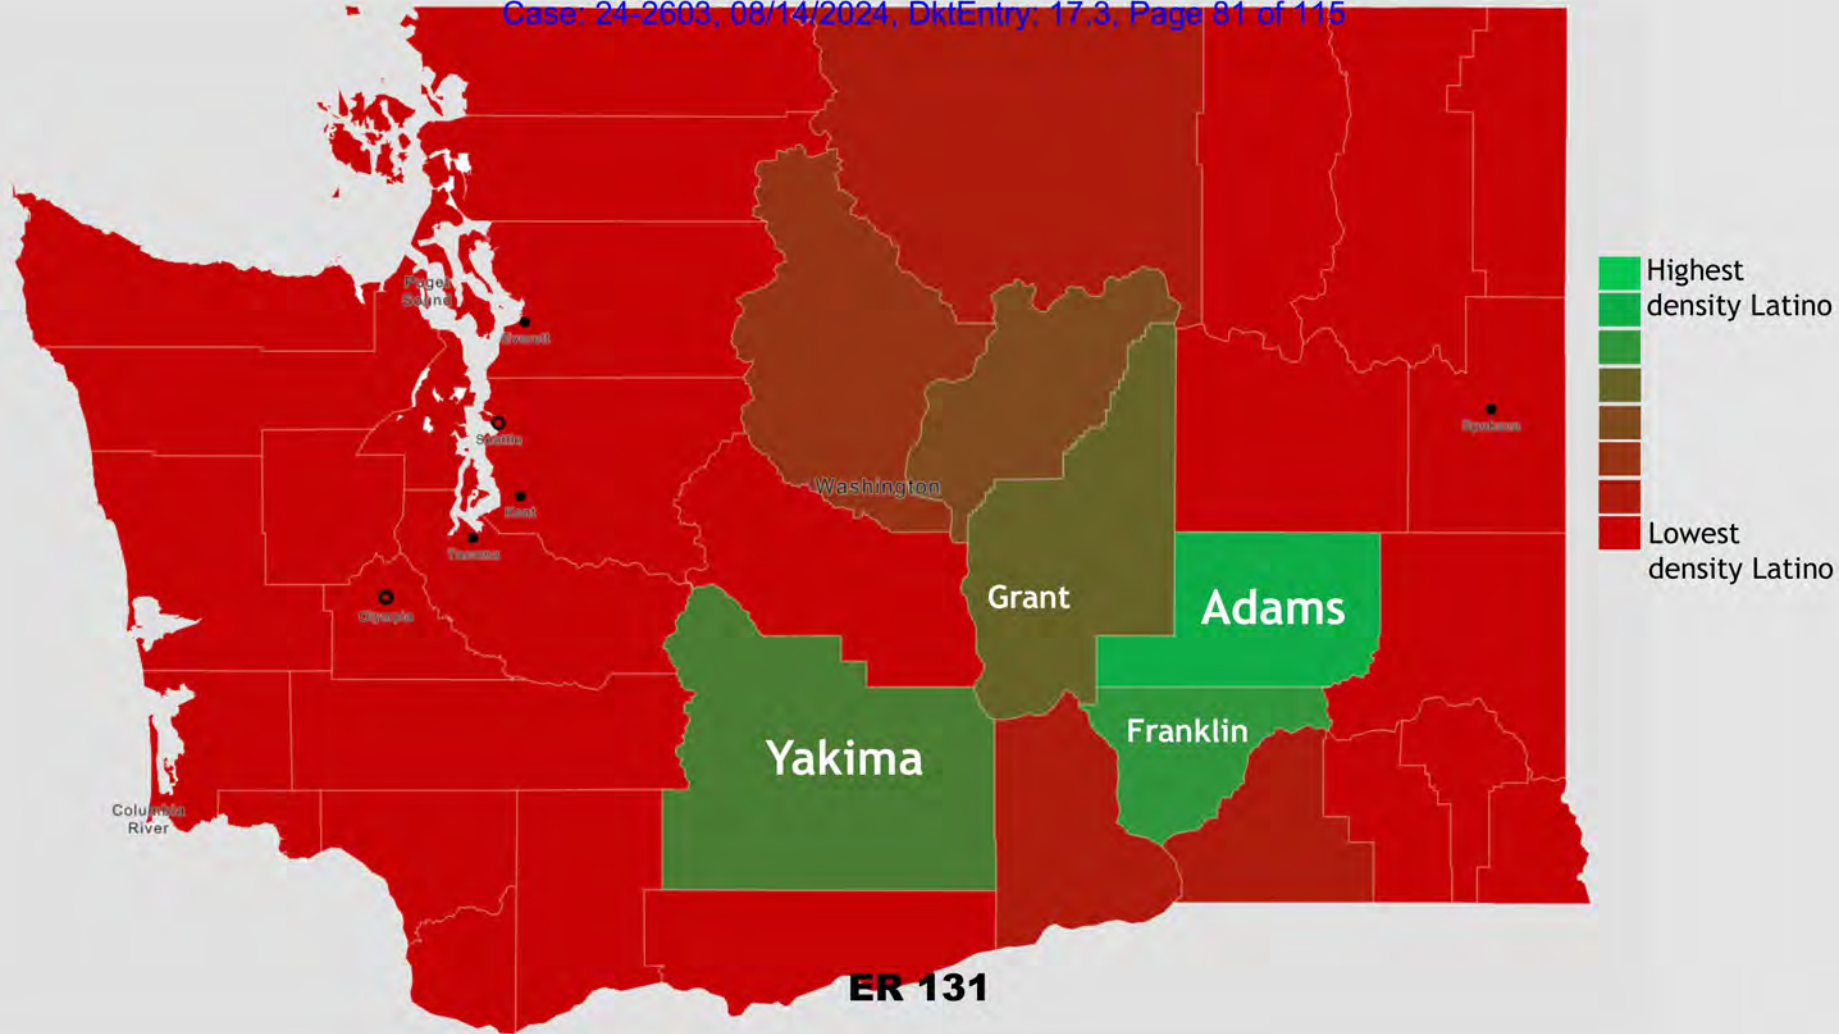 Case: 24-2603, 08/14/2024, DktEntry: 17.3, Page 81 of 115
Puget
Sound
Everett
Seattle
Kent
Tacoma
Olympia
Columbia
River
Washington
Spokane
Grant
Adams
Franklin
Yakima
Highest
density Latino
Lowest
density Latino
ER 131